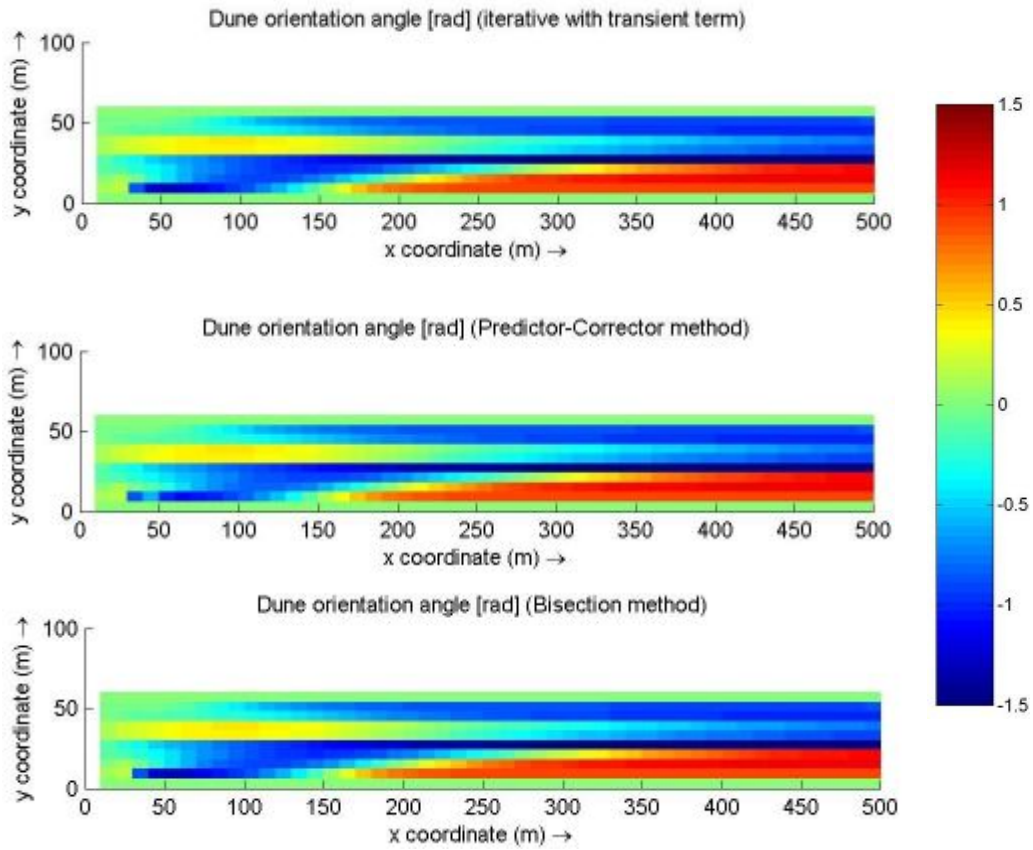 Dune orientation angle [rad] (iterative with transient term)
y coordinate (m) →
100
50
0
0 50 100 150 200 250 300 350 400 450 500
x coordinate (m) →
Dune orientation angle [rad] (Predictor-Corrector method)
y coordinate (m) →
100
50
0
0 50 100 150 200 250 300 350 400 450 500
x coordinate (m) →
Dune orientation angle [rad] (Bisection method)
y coordinate (m) →
100
50
0
0 50 100 150 200 250 300 350 400 450 500
x coordinate (m) →
1.5
1
0.5
0
-0.5
-1
-1.5